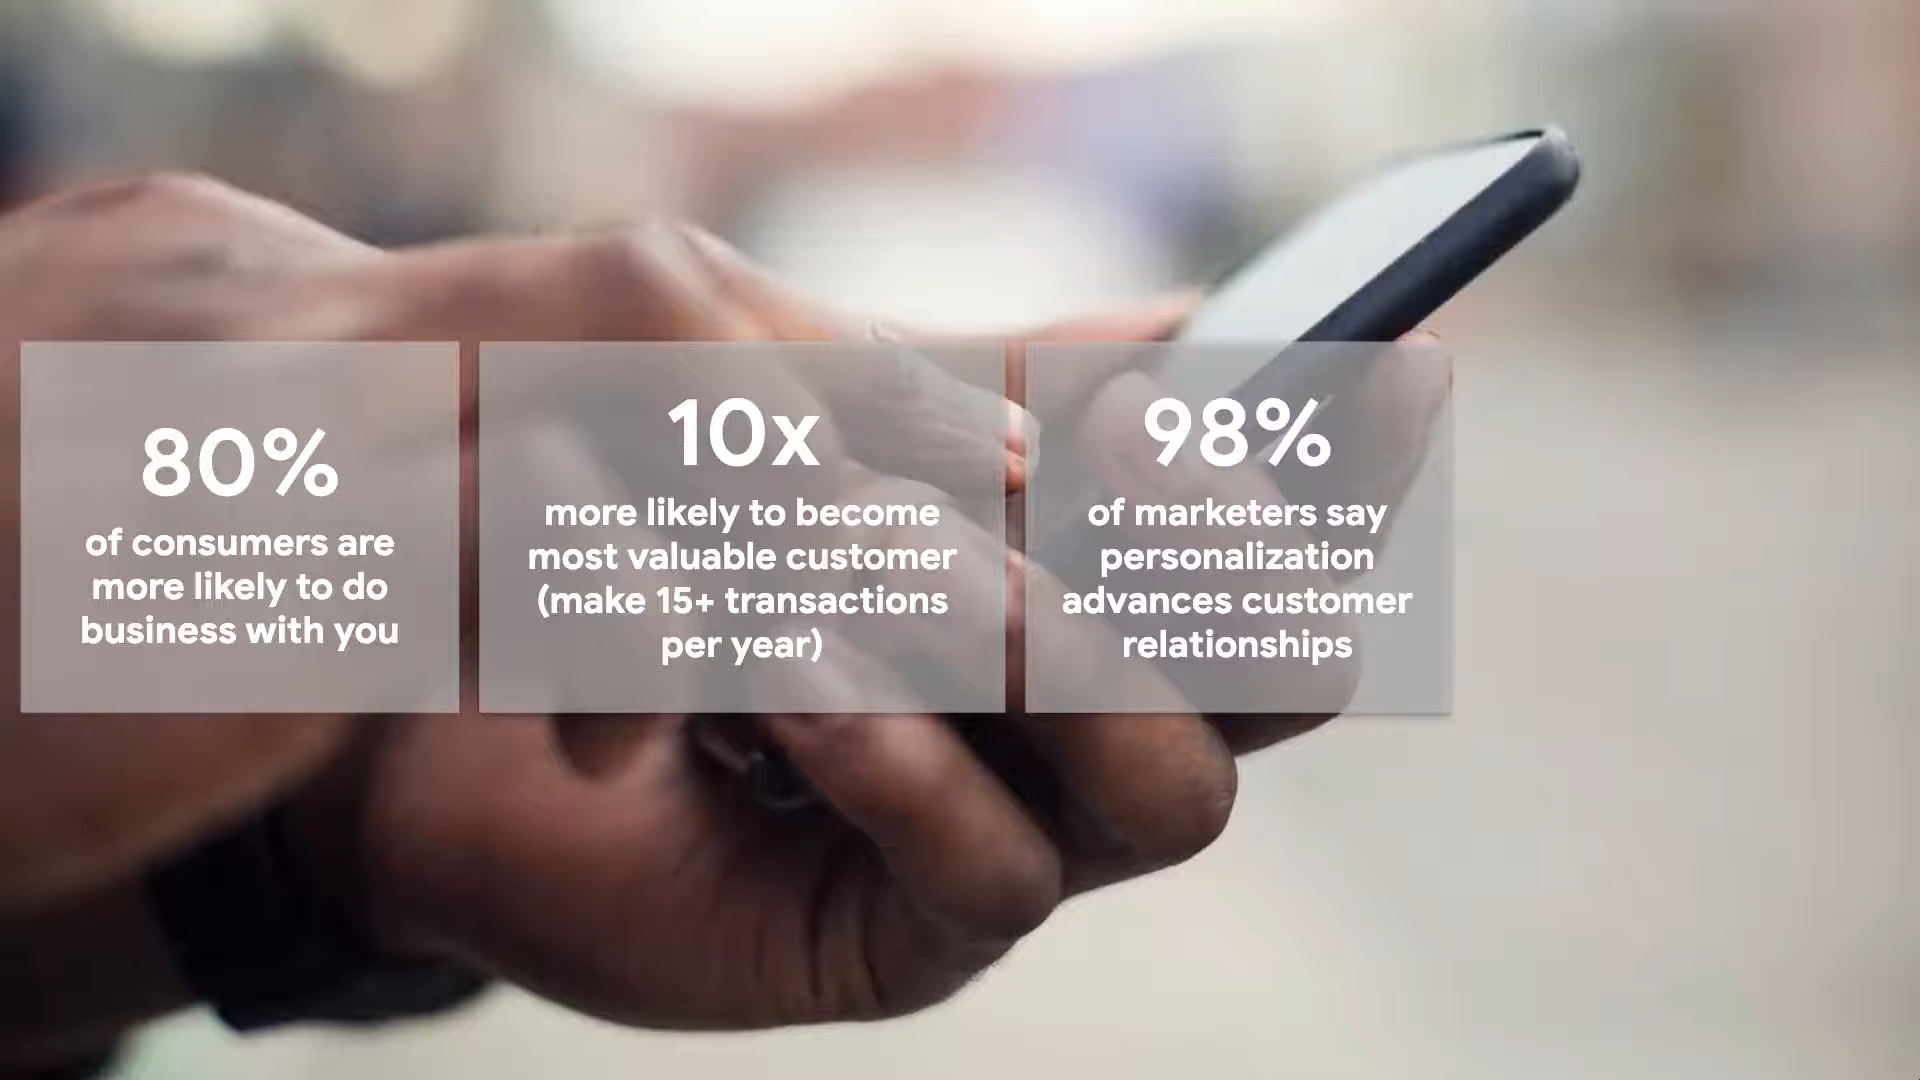 80%
of consumers are
more likely to do
business with you
10x
more likely to become
most valuable customer
(make 15+ transactions
per year)
98%
of marketers say
personalization
advances customer
relationships